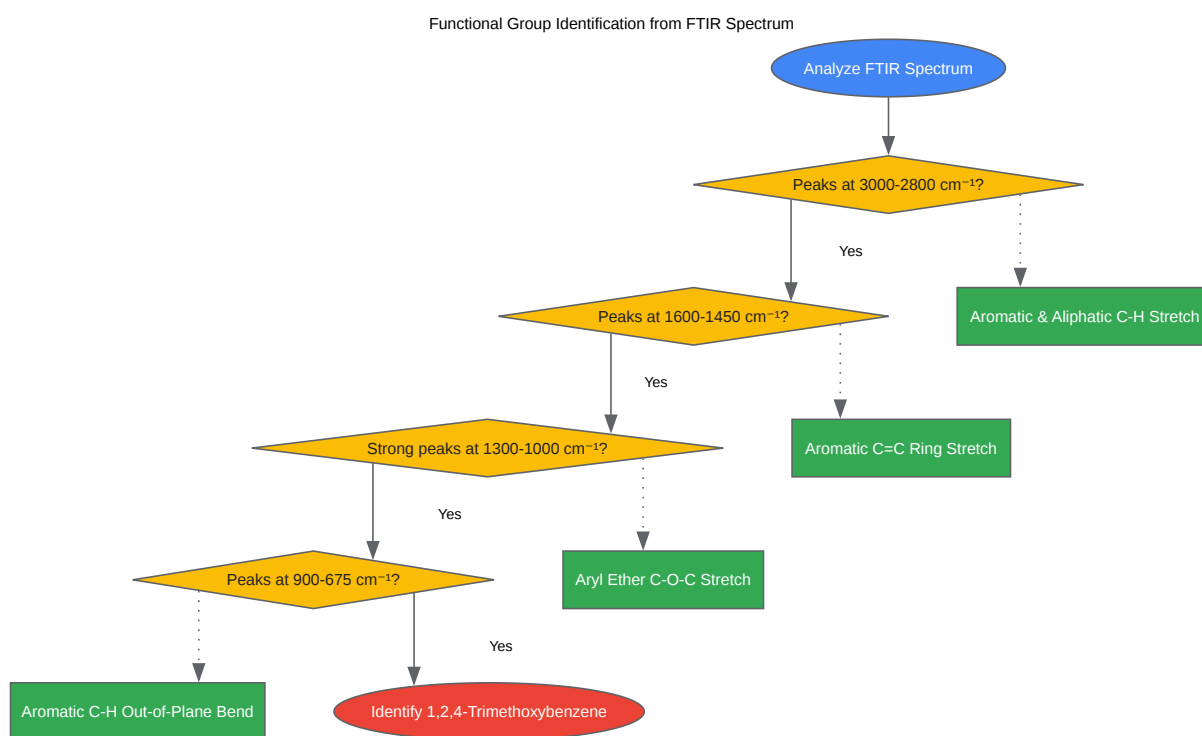 Functional Group Identification from FTIR Spectrum
Analyze FTIR Spectrum
Peaks at 3000-2800 cm⁻¹?
Yes
Aromatic & Aliphatic C-H Stretch
Peaks at 1600-1450 cm⁻¹?
Yes
Aromatic C=C Ring Stretch
Strong peaks at 1300-1000 cm⁻¹?
Yes
Aryl Ether C-O-C Stretch
Peaks at 900-675 cm⁻¹?
Yes
Aromatic C-H Out-of-Plane Bend
Identify 1,2,4-Trimethoxybenzene